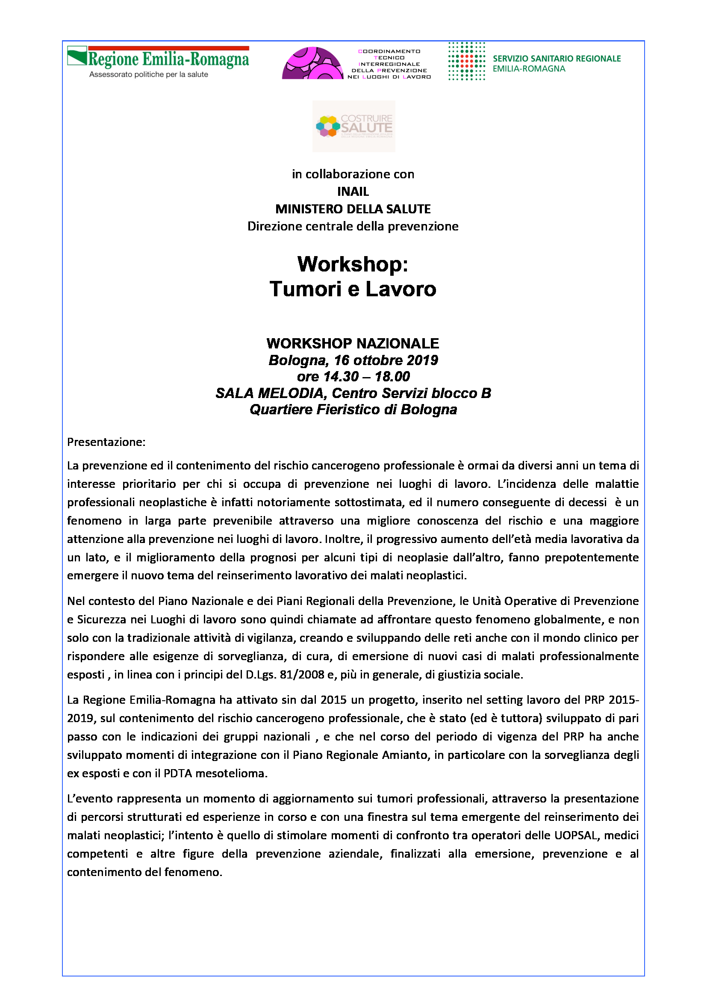 Regione Emilia-Romagna
Assessorato politiche per la salute
COORDINAMENTO
TECNICO
INTERREGIONALE
DELLA PREVENZIONE
NEI LUOGHI DI LAVORO
SERVIZIO SANITARIO REGIONALE
EMILIA-ROMAGNA
COSTRUIRE
SALUTE
IL PIANO DELLA PREVENZIONE 2015-2018
DELLA REGIONE EMILIA-ROMAGNA
in collaborazione con
INAIL
MINISTERO DELLA SALUTE
Direzione centrale della prevenzione
Workshop:
Tumori e Lavoro
WORKSHOP NAZIONALE
Bologna, 16 ottobre 2019
ore 14.30 – 18.00
SALA MELODIA, Centro Servizi blocco B
Quartiere Fieristico di Bologna
Presentazione:
La prevenzione ed il contenimento del rischio cancerogeno professionale è ormai da diversi anni un tema di
interesse prioritario per chi si occupa di prevenzione nei luoghi di lavoro. L’incidenza delle malattie
professionali neoplastiche è infatti notoriamente sottostimata, ed il numero conseguente di decessi  è un
fenomeno in larga parte prevenibile attraverso una migliore conoscenza del rischio e una maggiore
attenzione alla prevenzione nei luoghi di lavoro. Inoltre, il progressivo aumento dell’età media lavorativa da
un lato, e il miglioramento della prognosi per alcuni tipi di neoplasie dall’altro, fanno prepotentemente
emergere il nuovo tema del reinserimento lavorativo dei malati neoplastici.
Nel contesto del Piano Nazionale e dei Piani Regionali della Prevenzione, le Unità Operative di Prevenzione
e Sicurezza nei Luoghi di lavoro sono quindi chiamate ad affrontare questo fenomeno globalmente, e non
solo con la tradizionale attività di vigilanza, creando e sviluppando delle reti anche con il mondo clinico per
rispondere alle esigenze di sorveglianza, di cura, di emersione di nuovi casi di malati professionalmente
esposti , in linea con i principi del D.Lgs. 81/2008 e, più in generale, di giustizia sociale.
La Regione Emilia-Romagna ha attivato sin dal 2015 un progetto, inserito nel setting lavoro del PRP 2015-
2019, sul contenimento del rischio cancerogeno professionale, che è stato (ed è tuttora) sviluppato di pari
passo con le indicazioni dei gruppi nazionali , e che nel corso del periodo di vigenza del PRP ha anche
sviluppato momenti di integrazione con il Piano Regionale Amianto, in particolare con la sorveglianza degli
ex esposti e con il PDTA mesotelioma.
L’evento rappresenta un momento di aggiornamento sui tumori professionali, attraverso la presentazione
di percorsi strutturati ed esperienze in corso e con una finestra sul tema emergente del reinserimento dei
malati neoplastici; l’intento è quello di stimolare momenti di confronto tra operatori delle UOPSAL, medici
competenti e altre figure della prevenzione aziendale, finalizzati alla emersione, prevenzione e al
contenimento del fenomeno.